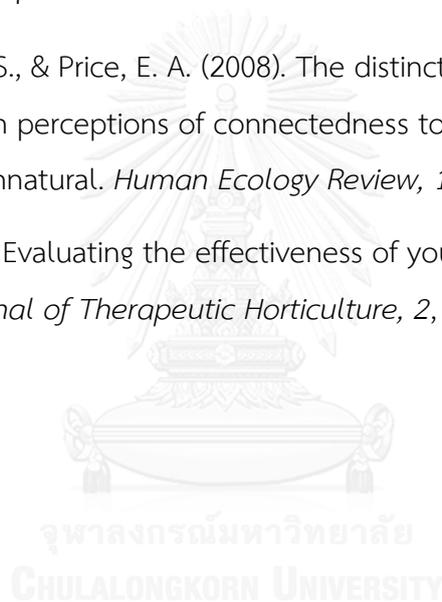 S., & Price, E. A. (2008). The distinct
n perceptions of connectedness to
nnatural. Human Ecology Review, 1
Evaluating the effectiveness of you
nal of Therapeutic Horticulture, 2,
จุฬาลงกรณ์มหาวิทยาลัย
CHULALONGKORN UNIVERSITY